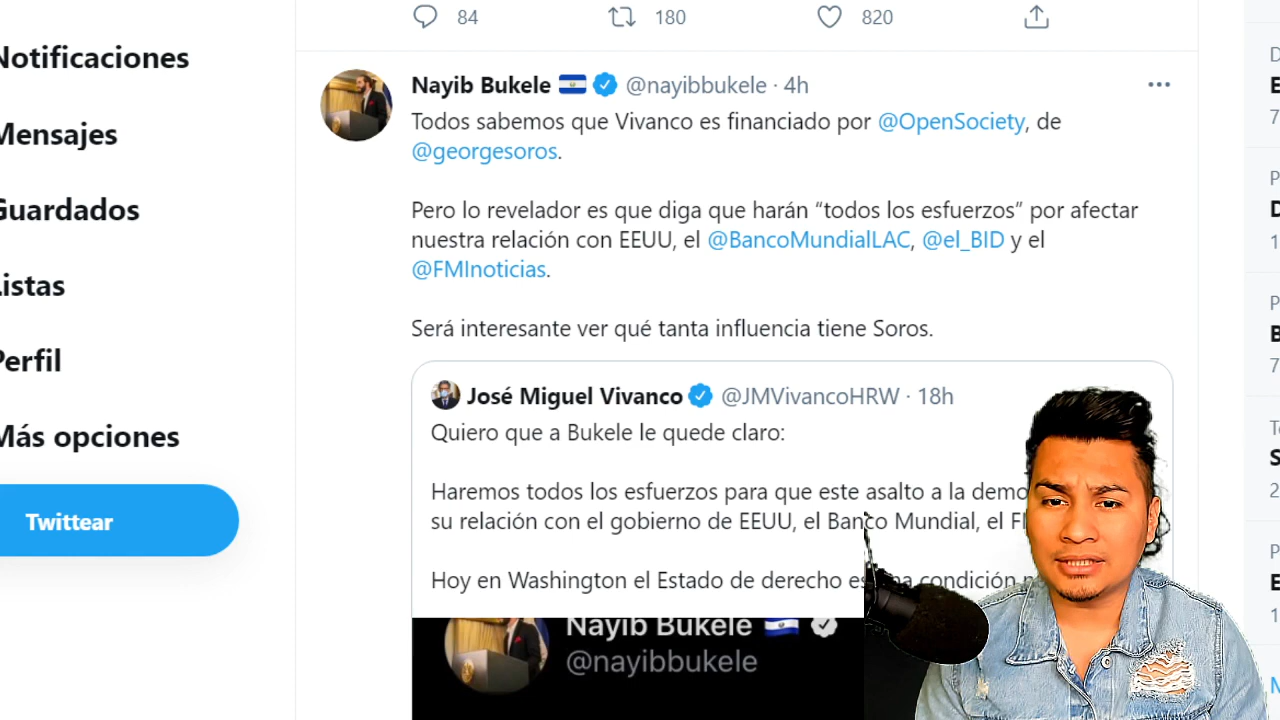 84 180 820
Notificaciones
Mensajes
Guardados
Listas
Perfil
Más opciones
Twittear
Nayib Bukele @nayibbukele · 4h
Todos sabemos que Vivanco es financiado por @OpenSociety, de
@georgesoros.
Pero lo revelador es que diga que harán “todos los esfuerzos” por afectar
nuestra relación con EEUU, el @BancoMundialLAC, @el_BID y el
@FMInoticias.
Será interesante ver qué tanta influencia tiene Soros.
José Miguel Vivanco @JMVivancoHRW · 18h
Quiero que a Bukele le quede claro:
Haremos todos los esfuerzos para que este asalto a la demo
su relación con el gobierno de EEUU, el Banco Mundial, el
Hoy en Washington el Estado de derecho es una condición
Nayib Bukele
@nayibbukele